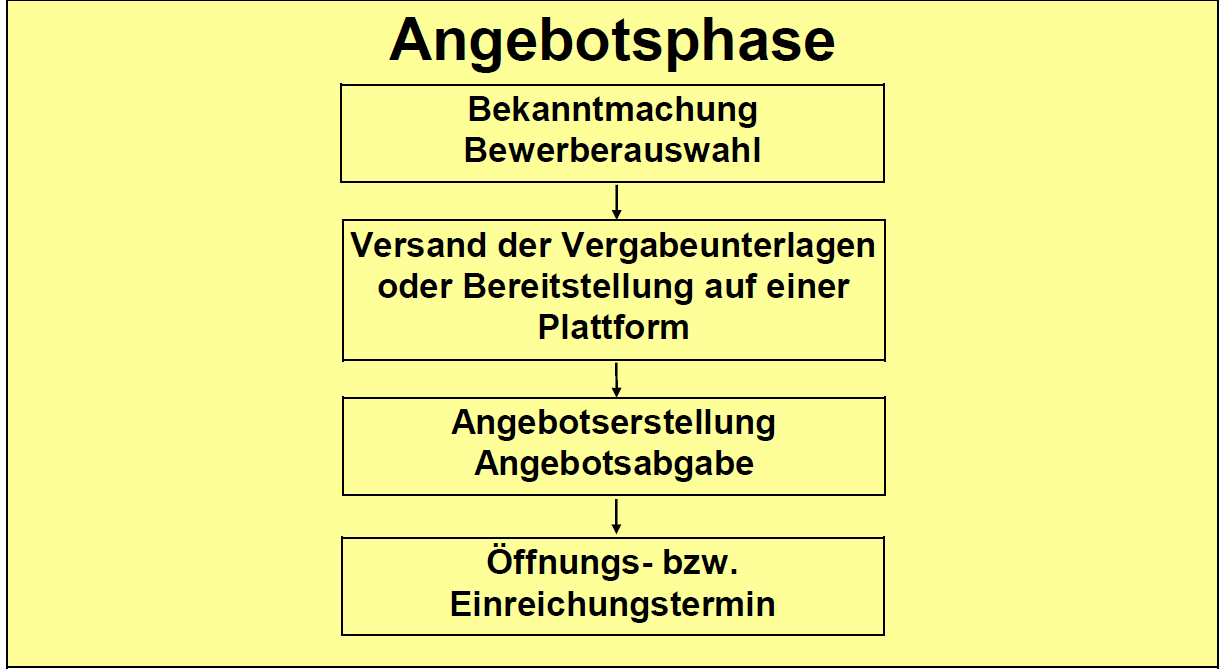 Angebotsphase
Bekanntmachung
Bewerberauswahl
Versand der Vergabeunterlagen
oder Bereitstellung auf einer
Plattform
Angebotserstellung
Angebotsabgabe
Öffnungs- bzw.
Einreichungstermin